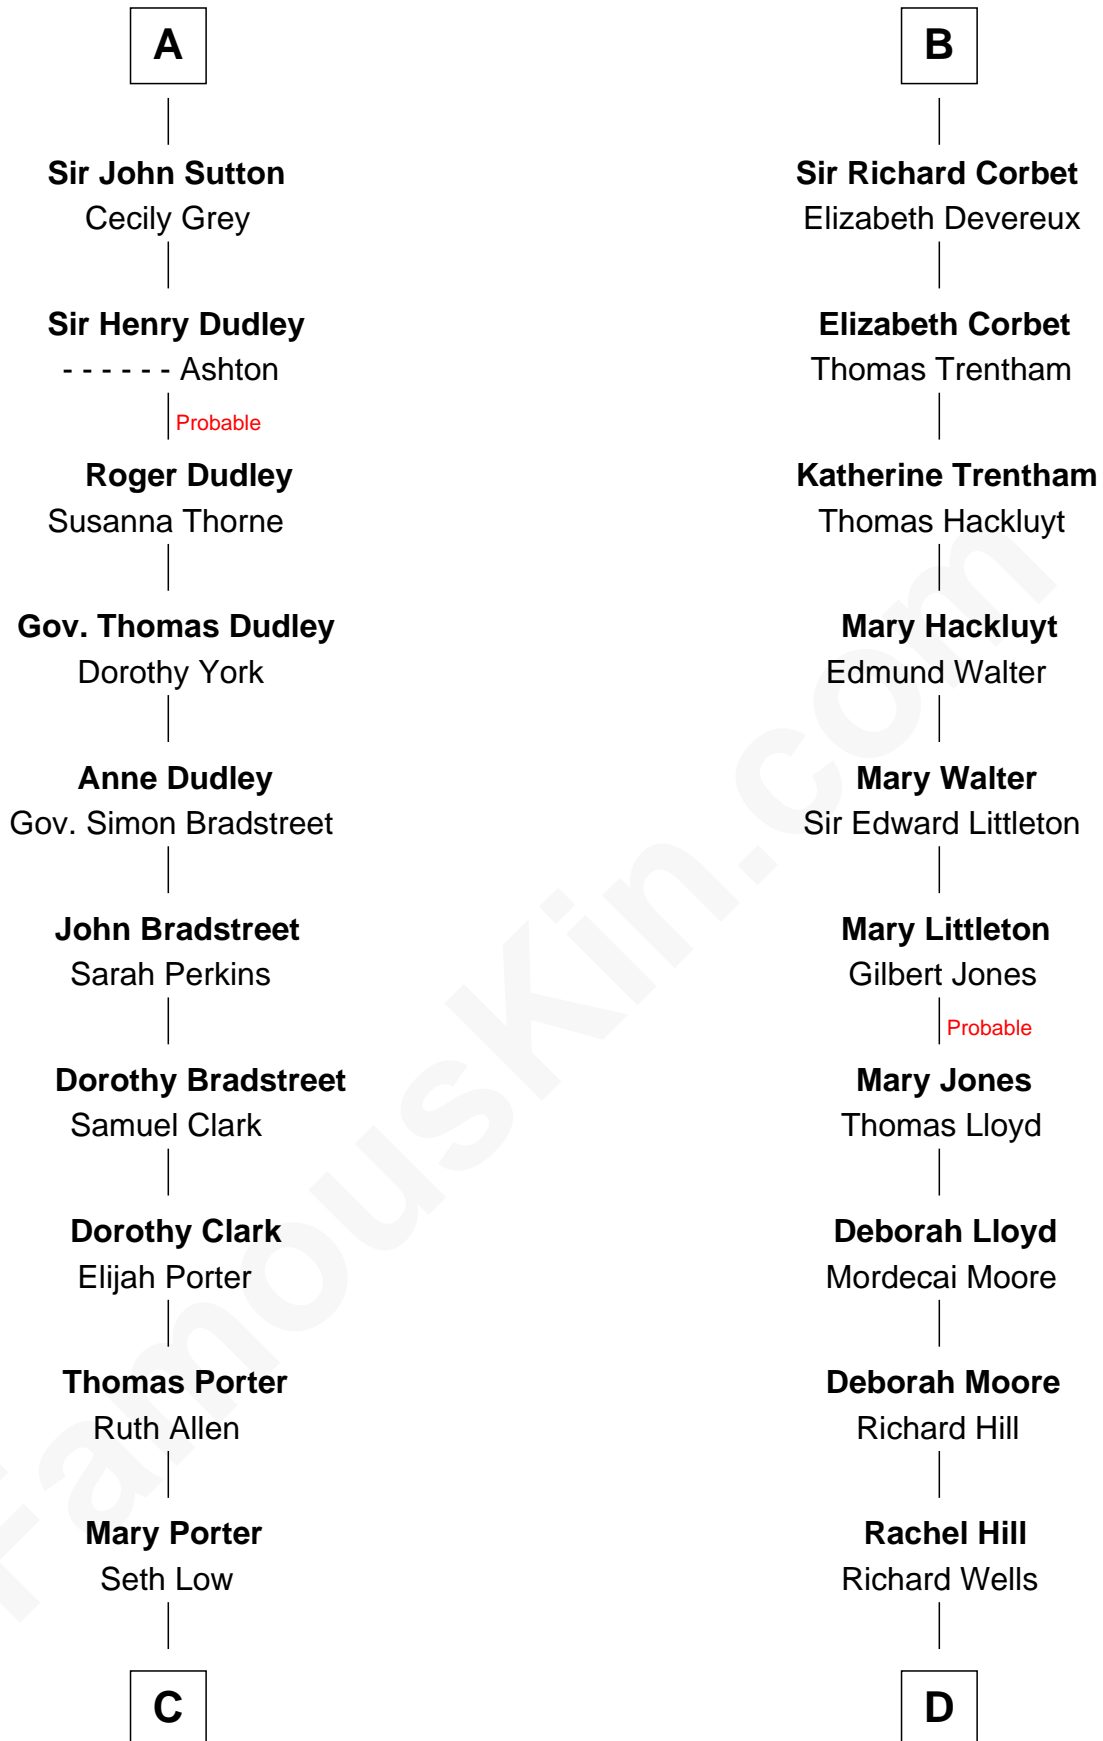 A
Sir John Sutton
Cecily Grey
Sir Henry Dudley
- - - - - - Ashton
Probable
Roger Dudley
Susanna Thorne
Gov. Thomas Dudley
Dorothy York
Anne Dudley
Gov. Simon Bradstreet
John Bradstreet
Sarah Perkins
Dorothy Bradstreet
Samuel Clark
Dorothy Clark
Elijah Porter
Thomas Porter
Ruth Allen
Mary Porter
Seth Low
C
B
Sir Richard Corbet
Elizabeth Devereux
Elizabeth Corbet
Thomas Trentham
Katherine Trentham
Thomas Hackluyt
Mary Hackluyt
Edmund Walter
Mary Walter
Sir Edward Littleton
Mary Littleton
Gilbert Jones
Probable
Mary Jones
Thomas Lloyd
Deborah Lloyd
Mordecai Moore
Deborah Moore
Richard Hill
Rachel Hill
Richard Wells
D
FamousKin.com